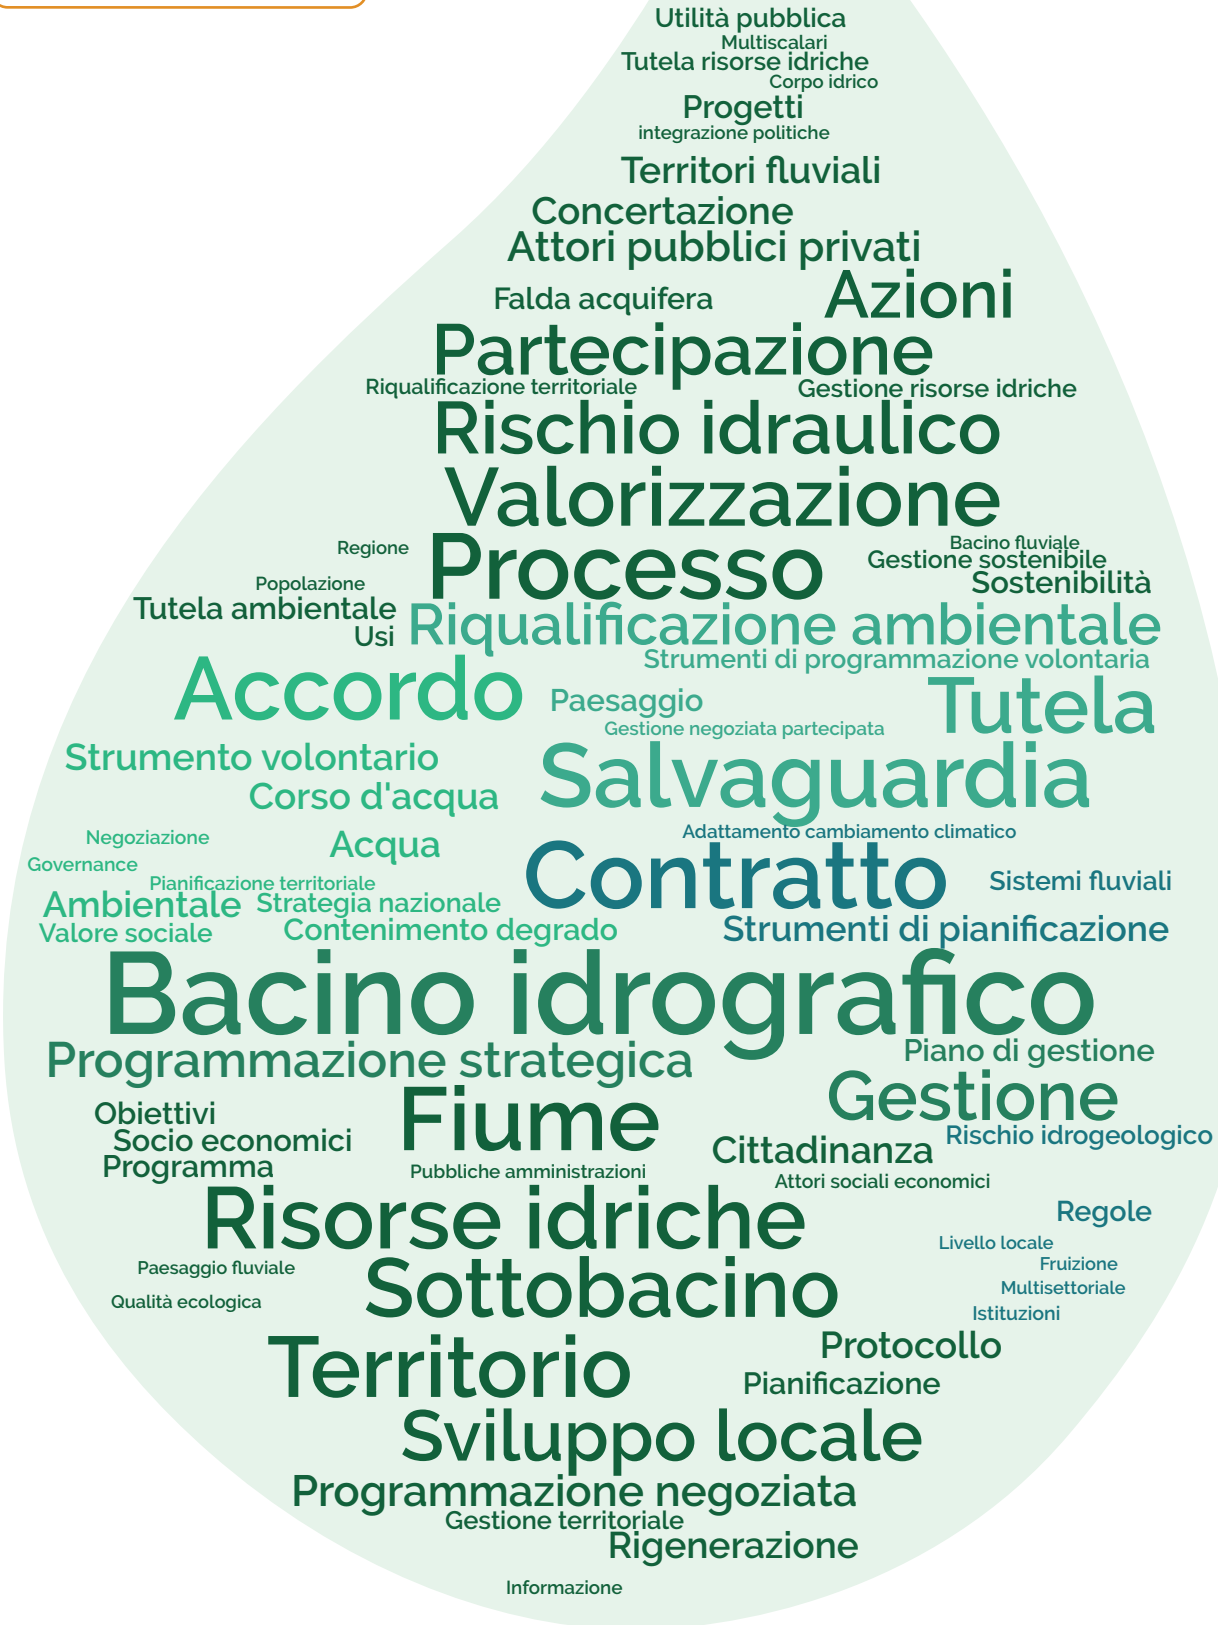 Utilità pubblica
Multiscalari
Tutela risorse idriche
Corpo idrico
Progetti
integrazione politiche
Territori fluviali
Concertazione
Attori pubblici privati
Falda acquifera
Azioni
Partecipazione
Riqualificazione territoriale
Gestione risorse idriche
Rischio idraulico
Valorizzazione
Regione
Processo
Bacino fluviale
Gestione sostenibile
Popolazione
Sostenibilità
Tutela ambientale
Usi
Riqualificazione ambientale
Strumenti di programmazione volontaria
Accordo
Paesaggio
Tutela
Gestione negoziata partecipata
Strumento volontario
Salvaguardia
Corso d'acqua
Negoziazione
Acqua
Adattamento cambiamento climatico
Governance
Contratto
Sistemi fluviali
Pianificazione territoriale
Ambientale
Strategia nazionale
Valore sociale
Contenimento degrado
Strumenti di pianificazione
Bacino idrografico
Programmazione strategica
Piano di gestione
Gestione
Obiettivi
Fiume
Socio economici
Cittadinanza
Rischio idrogeologico
Programma
Pubbliche amministrazioni
Attori sociali economici
Risorse idriche
Regole
Livello locale
Paesaggio fluviale
Sottobacino
Fruizione
Multisettoriale
Qualità ecologica
Istituzioni
Territorio
Protocollo
Pianificazione
Sviluppo locale
Programmazione negoziata
Gestione territoriale
Rigenerazione
Informazione